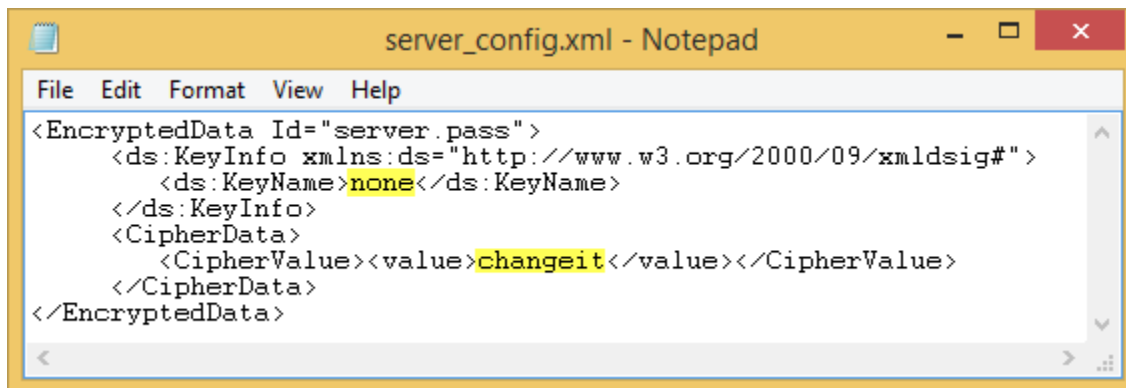 server_config.xml - Notepad
File Edit Format View Help
<EncryptedData Id="server.pass">
<ds:KeyInfo xmlns:ds="http://www.w3.org/2000/09/xmldsig#">
<ds:KeyName>none</ds:KeyName>
</ds:KeyInfo>
<CipherData>
<CipherValue><value>changeit</value></CipherValue>
</CipherData>
</EncryptedData>